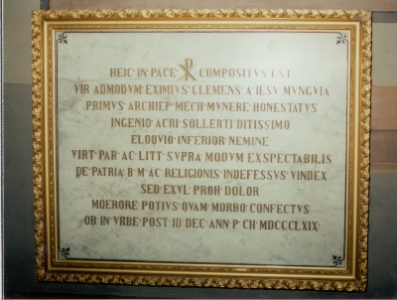 HEIC IN PACE ☧ COMPOSITVS EST
VIR ADMODVM EXIMIVS CLEMENS A IESV MVNGVIA
PRIMVS ARCHIEP MECH MVNERE HONESTATVS
INGENIO ACRI SOLLERTI DITISSIMO
ELOQVIO INFERIOR NEMINE
VIRT PAR AC LITT SVPRA MODVM EXSPECTABILIS
DE PATRIA B M AC RELIGIONIS INDEFESSVS VINDEX
SED EXVL PROH DOLOR
MOERORE POTIVS QVAM MORBO CONFECTVS
OB IN VRBE POST ID DEC ANN P CH MDCCCLXIX